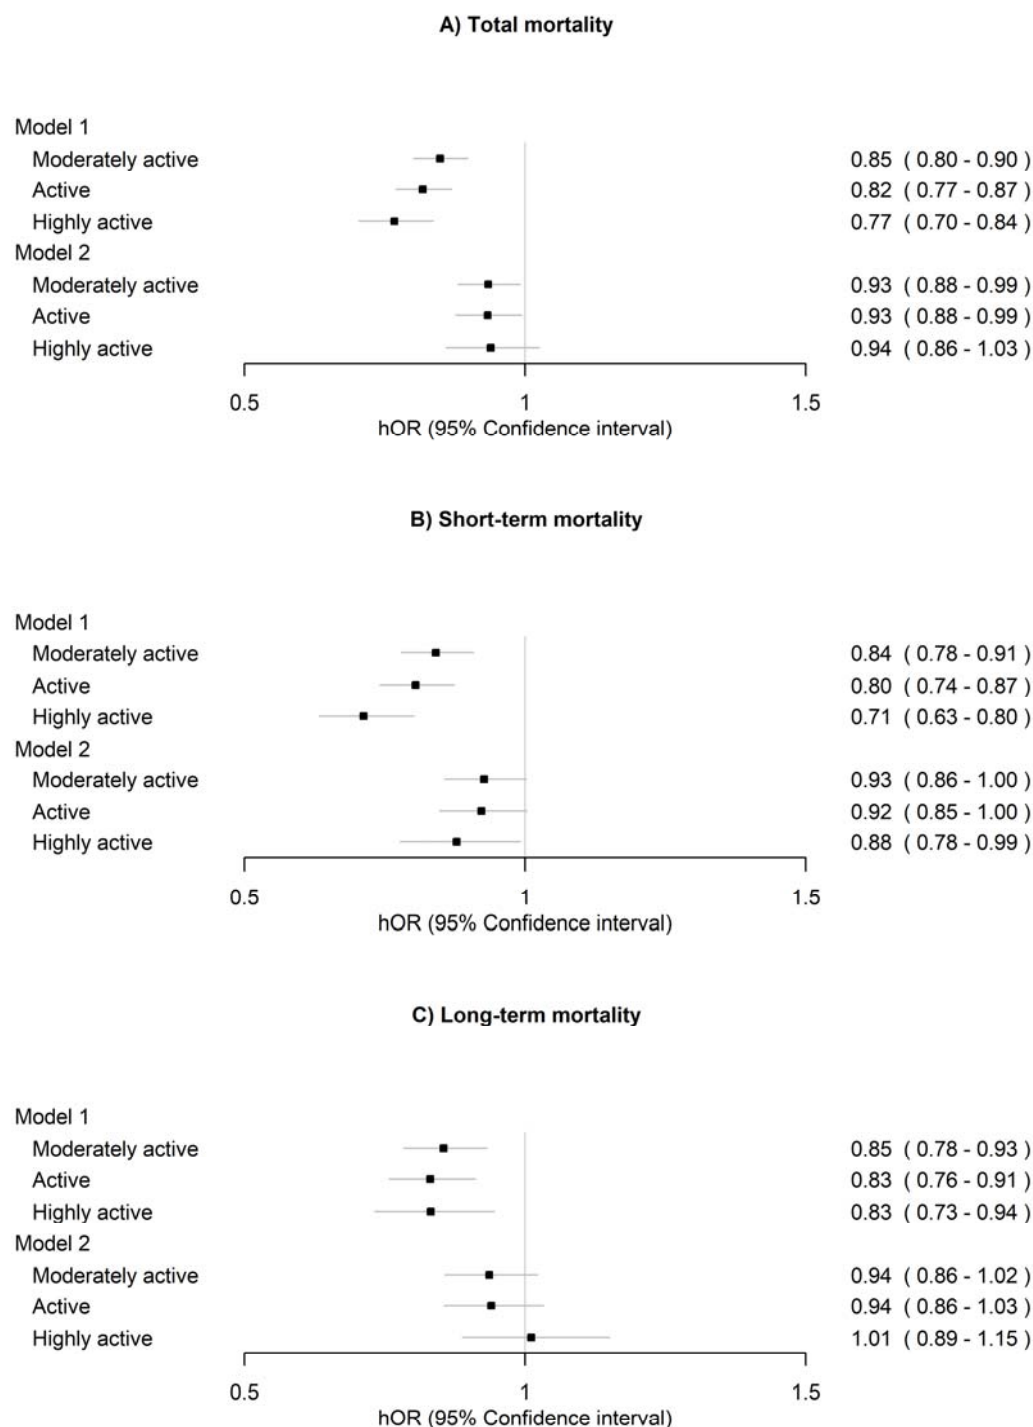 A) Total mortality
Model 1
Moderately active 0.85 ( 0.80 - 0.90 )
Active 0.82 ( 0.77 - 0.87 )
Highly active 0.77 ( 0.70 - 0.84 )
Model 2
Moderately active 0.93 ( 0.88 - 0.99 )
Active 0.93 ( 0.88 - 0.99 )
Highly active 0.94 ( 0.86 - 1.03 )
0.5 1 1.5
hOR (95% Confidence interval)
B) Short-term mortality
Model 1
Moderately active 0.84 ( 0.78 - 0.91 )
Active 0.80 ( 0.74 - 0.87 )
Highly active 0.71 ( 0.63 - 0.80 )
Model 2
Moderately active 0.93 ( 0.86 - 1.00 )
Active 0.92 ( 0.85 - 1.00 )
Highly active 0.88 ( 0.78 - 0.99 )
0.5 1 1.5
hOR (95% Confidence interval)
C) Long-term mortality
Model 1
Moderately active 0.85 ( 0.78 - 0.93 )
Active 0.83 ( 0.76 - 0.91 )
Highly active 0.83 ( 0.73 - 0.94 )
Model 2
Moderately active 0.94 ( 0.86 - 1.02 )
Active 0.94 ( 0.86 - 1.03 )
Highly active 1.01 ( 0.89 - 1.15 )
0.5 1 1.5
hOR (95% Confidence interval)